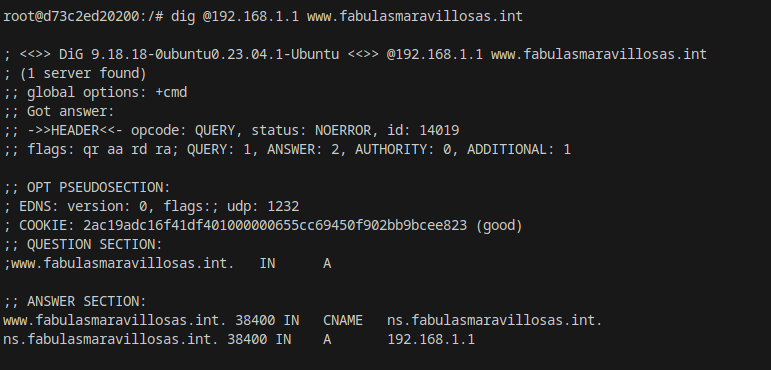 root@d73c2ed20200:/# dig @192.168.1.1 www.fabulasmaravillosas.int
; <<>> DiG 9.18.18-0ubuntu0.23.04.1-Ubuntu <<>> @192.168.1.1 www.fabulasmaravillosas.int
; (1 server found)
;; global options: +cmd
;; Got answer:
;; ->>HEADER<<- opcode: QUERY, status: NOERROR, id: 14019
;; flags: qr aa rd ra; QUERY: 1, ANSWER: 2, AUTHORITY: 0, ADDITIONAL: 1
;; OPT PSEUDOSECTION:
; EDNS: version: 0, flags:; udp: 1232
; COOKIE: 2ac19adc16f41df401000000655cc69450f902bb9bcee823 (good)
;; QUESTION SECTION:
;www.fabulasmaravillosas.int. IN A
;; ANSWER SECTION:
www.fabulasmaravillosas.int. 38400 IN CNAME ns.fabulasmaravillosas.int.
ns.fabulasmaravillosas.int. 38400 IN A 192.168.1.1